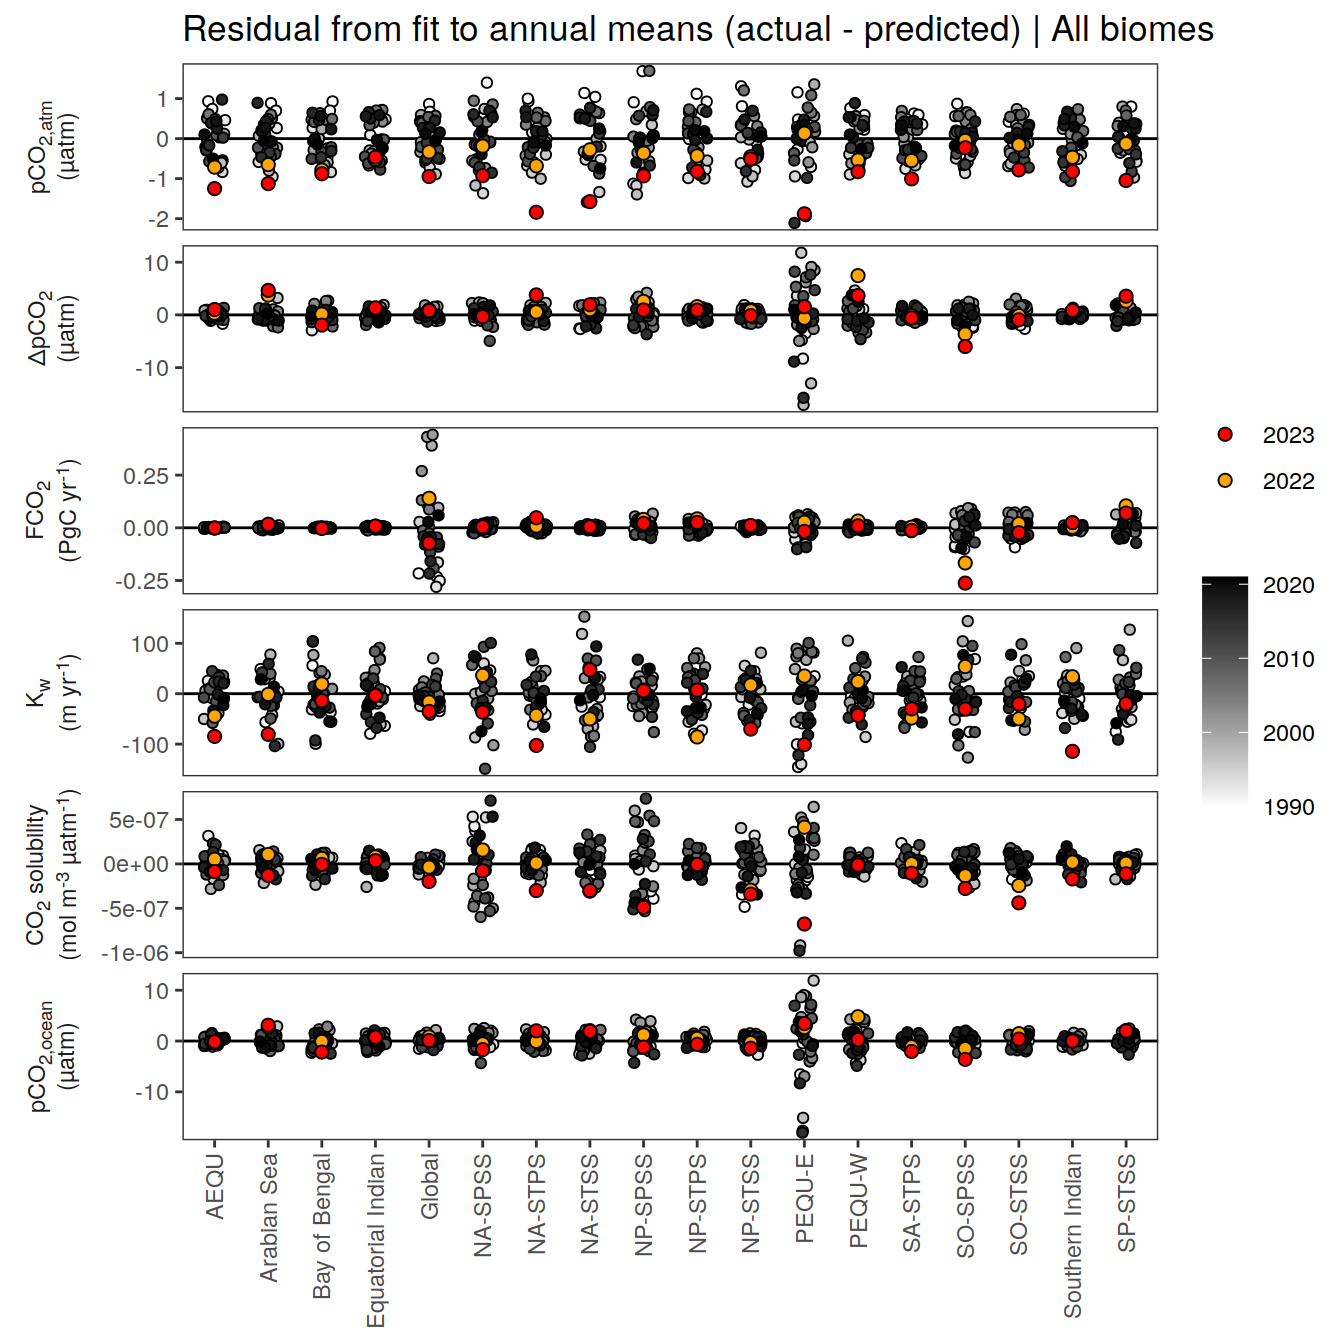 Residual from fit to annual means (actual - predicted) | All biomes
pCO2,atm
(µatm)
1
0
-1
-2
ΔpCO2
(µatm)
10
0
-10
FCO2
(PgC yr-1)
0.25
0.00
-0.25
Kw
(m yr-1)
100
0
-100
CO2 solubility
(mol m-3 µatm-1)
5e-07
0e+00
-5e-07
-1e-06
pCO2,ocean
(µatm)
10
0
-10
AEQU
Arabian Sea
Bay of Bengal
Equatorial Indian
Global
NA-SPSS
NA-STPS
NA-STSS
NP-SPSS
NP-STPS
NP-STSS
PEQU-E
PEQU-W
SA-STPS
SO-SPSS
SO-STSS
Southern Indian
SP-STSS
2023
2022
2020
2010
2000
1990